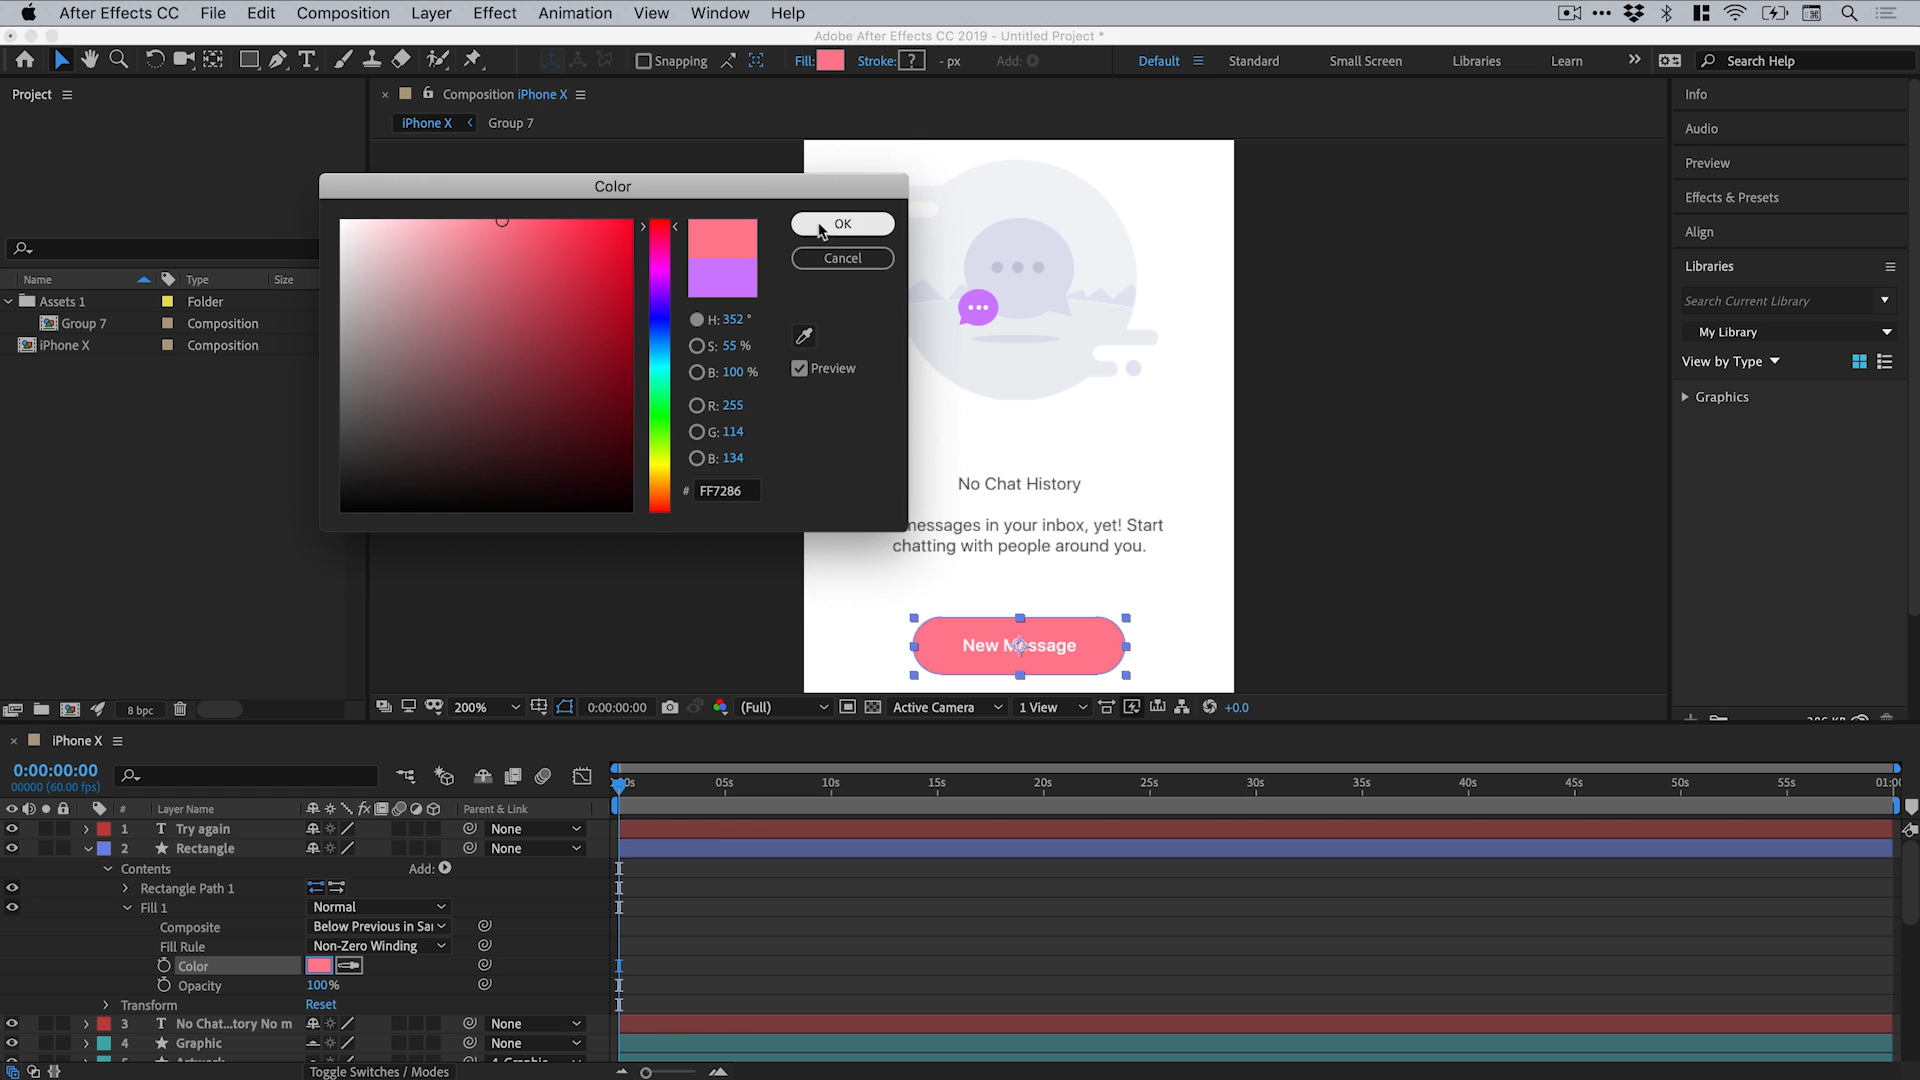 After Effects CC File Edit Composition Layer Effect Animation View Window Help
Adobe After Effects CC 2019 - Untitled Project *
Snapping Fill: Stroke: ? - px Add: Default Standard Small Screen Libraries Learn Search Help
Project
Composition iPhone X
iPhone X Group 7
Name Type Size
Assets 1 Folder
Group 7 Composition
iPhone X Composition
8 bpc
Color
OK
Cancel
H: 352 °
S: 55 %
B: 100 %
Preview
R: 255
G: 114
B: 134
# FF7286
No Chat History
messages in your inbox, yet! Start
chatting with people around you.
New Message
200% 0:00:00:00 (Full) Active Camera 1 View +0.0
Info
Audio
Preview
Effects & Presets
Align
Libraries
Search Current Library
My Library
View by Type
Graphics
iPhone X
0:00:00:00
00000 (60.00 fps)
05s 10s 15s 20s 25s 30s 35s 40s 45s 50s 55s
# Layer Name fx Parent & Link
1 T Try again None
2 Rectangle None
Contents Add:
Rectangle Path 1
Fill 1 Normal
Composite Below Previous in Sa
Fill Rule Non-Zero Winding
Color
Opacity 100%
Transform Reset
3 T No Chat...tory No m None
4 Graphic None
Toggle Switches / Modes